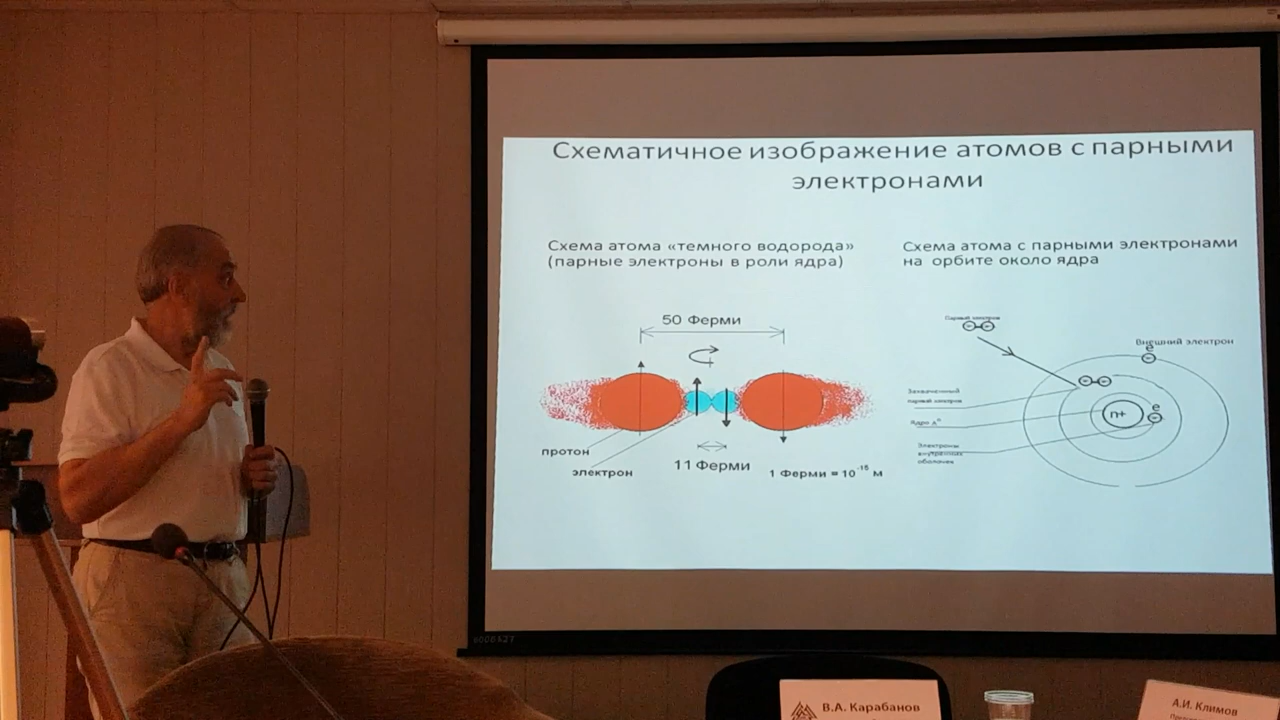 Схематичное изображение атомов с парными
электронами
Схема атома «темного водорода»
(парные электроны в роли ядра)
50 Ферми
протон
электрон
11 Ферми
1 Ферми = 10⁻¹⁵ м
Схема атома с парными электронами
на орбите около ядра
Парный электрон
Внешний электрон
e
Захваченный
парный электрон
Ядро
Электроны
внутренних
оболочек
n+
e
В.А. Карабанов
А.И. Климов